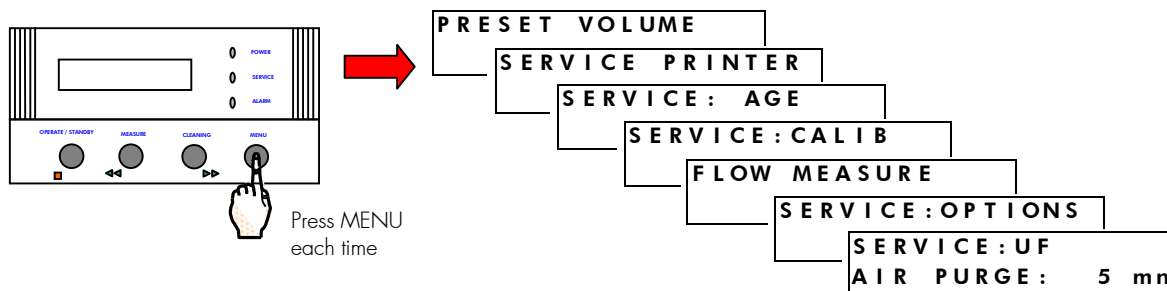 POWER
SERVICE
ALARM
OPERATE / STANDBY MEASURE CLEANING MENU
Press MENU
each time
PRESET VOLUME
SERVICE PRINTER
SERVICE: AGE
SERVICE:CALIB
FLOW MEASURE
SERVICE:OPTIONS
SERVICE:UF
AIR PURGE: 5 mn